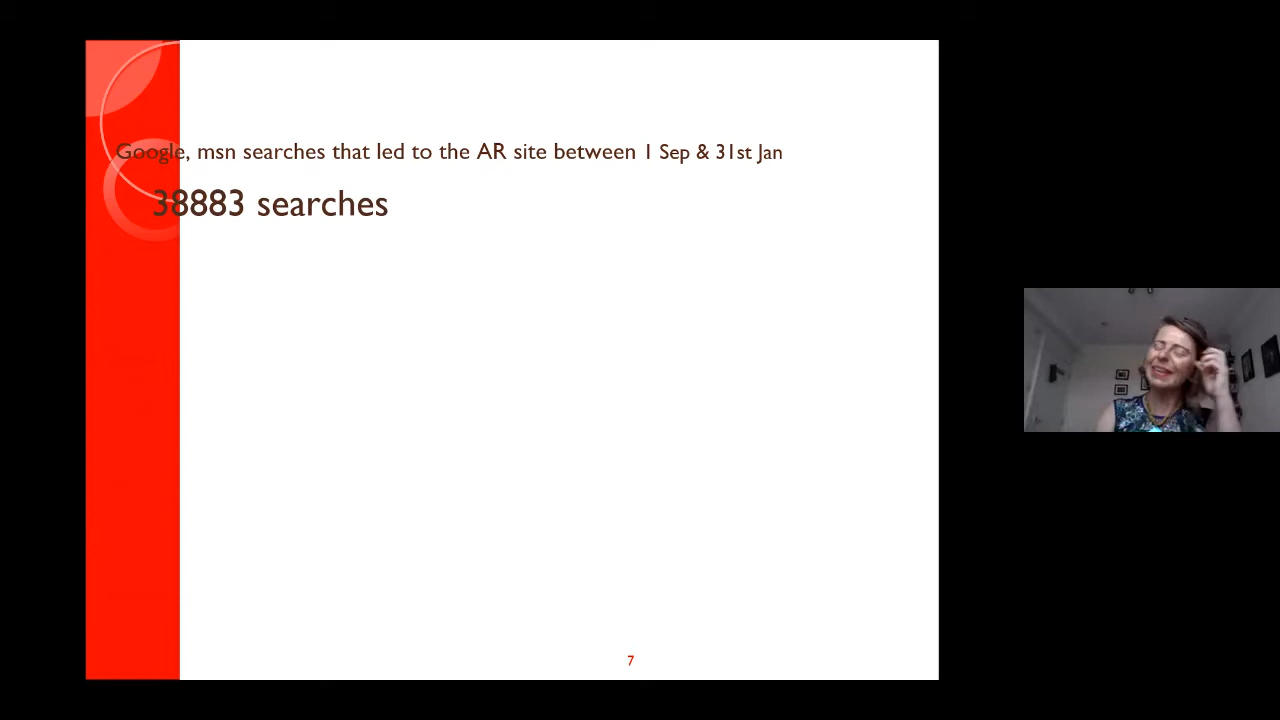 Google, msn searches that led to the AR site between 1 Sep & 31st Jan
38883 searches
7